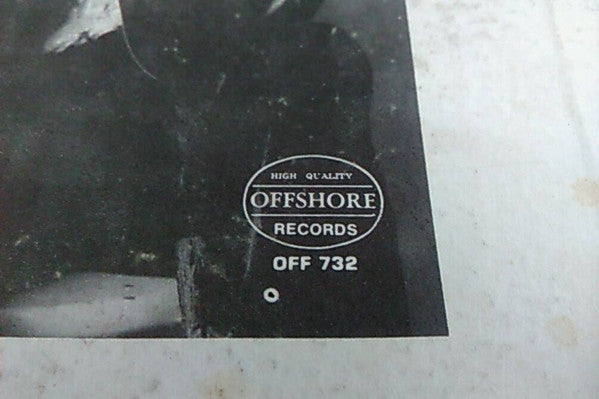 HIGH QUALITY
OFFSHORE
RECORDS
OFF 732